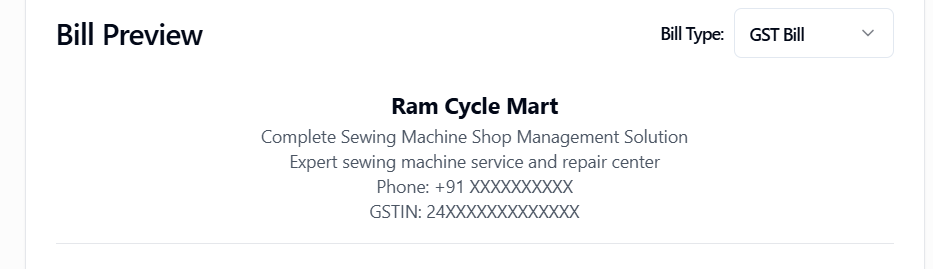 Bill Preview
Bill Type: GST Bill
Ram Cycle Mart
Complete Sewing Machine Shop Management Solution
Expert sewing machine service and repair center
Phone: +91 XXXXXXXXXX
GSTIN: 24XXXXXXXXXXXXX